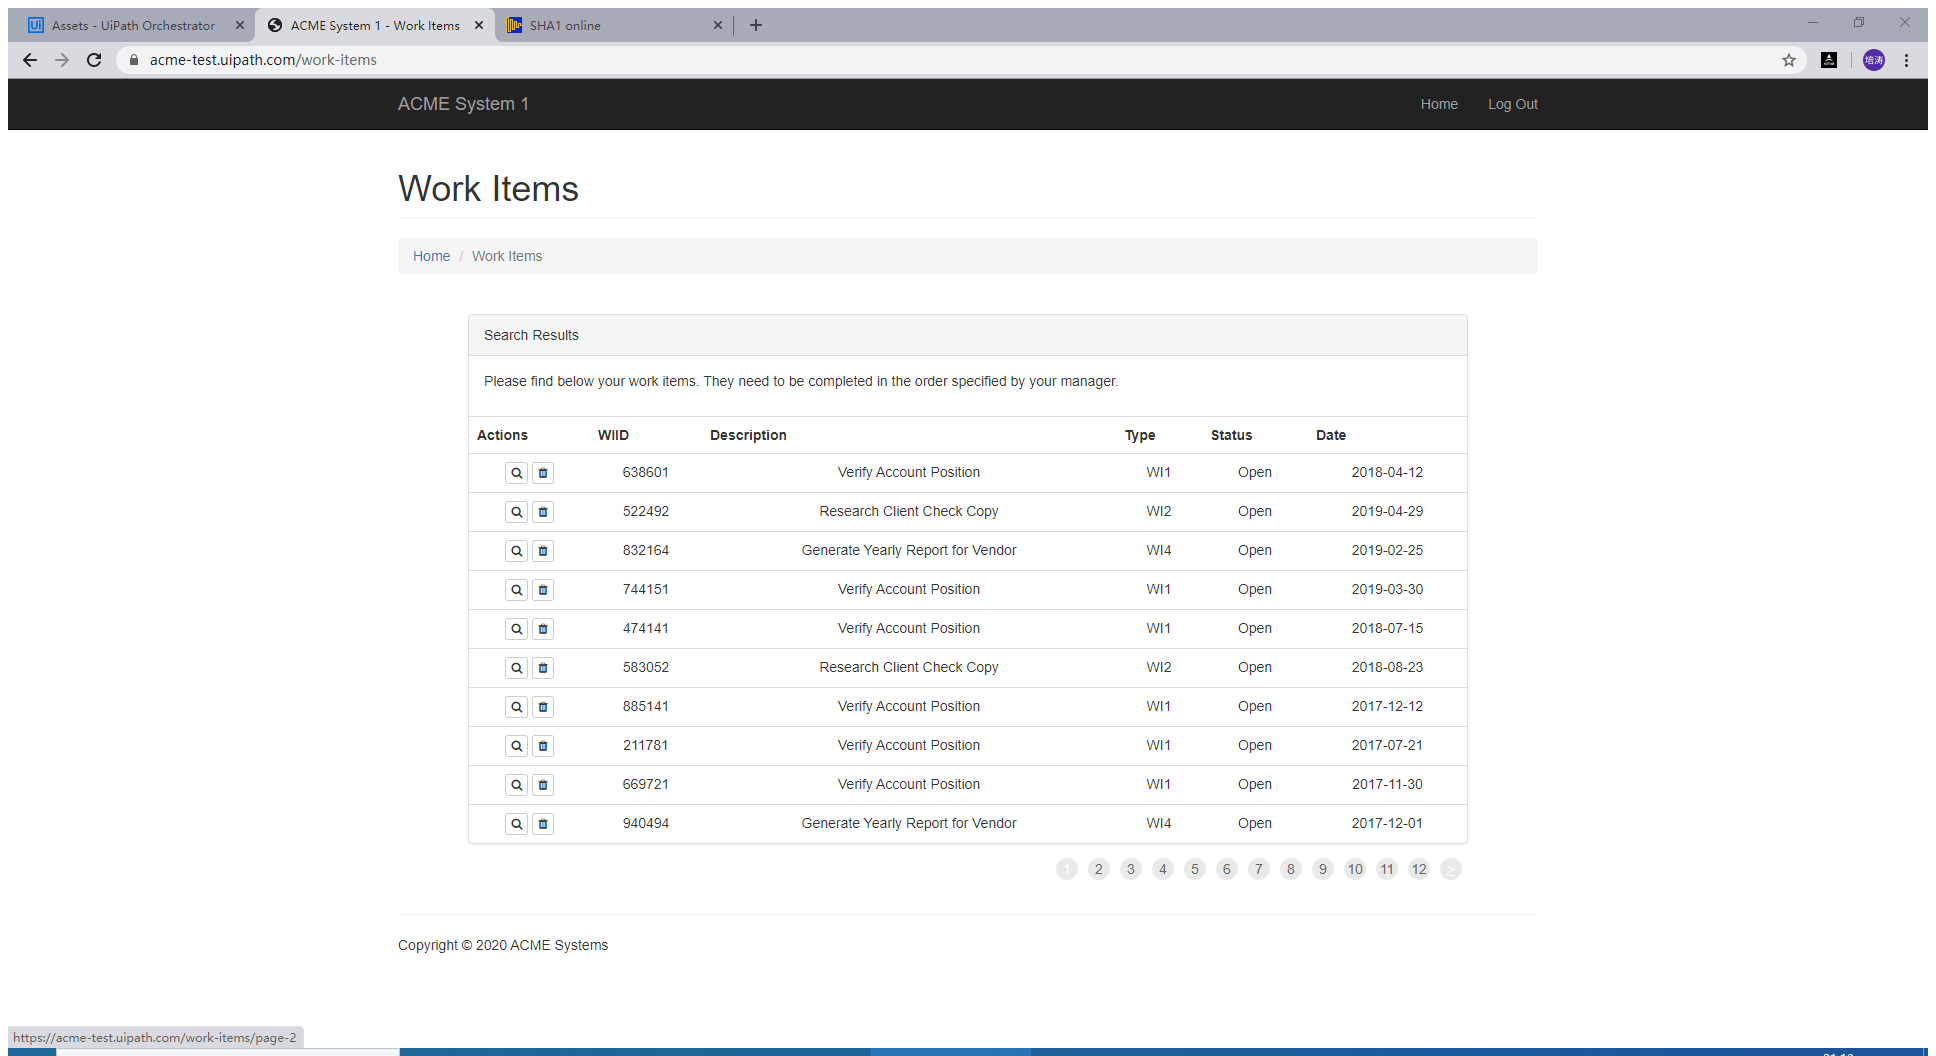 Assets - UiPath Orchestrator
ACME System 1 - Work Items
SHA1 online
acme-test.uipath.com/work-items
培涛
ACME System 1 Home Log Out
Work Items
Home / Work Items
Search Results
Please find below your work items. They need to be completed in the order specified by your manager.
Actions WIID Description Type Status Date
638601 Verify Account Position WI1 Open 2018-04-12
522492 Research Client Check Copy WI2 Open 2019-04-29
832164 Generate Yearly Report for Vendor WI4 Open 2019-02-25
744151 Verify Account Position WI1 Open 2019-03-30
474141 Verify Account Position WI1 Open 2018-07-15
583052 Research Client Check Copy WI2 Open 2018-08-23
885141 Verify Account Position WI1 Open 2017-12-12
211781 Verify Account Position WI1 Open 2017-07-21
669721 Verify Account Position WI1 Open 2017-11-30
940494 Generate Yearly Report for Vendor WI4 Open 2017-12-01
1 2 3 4 5 6 7 8 9 10 11 12 >
Copyright © 2020 ACME Systems
https://acme-test.uipath.com/work-items/page-2